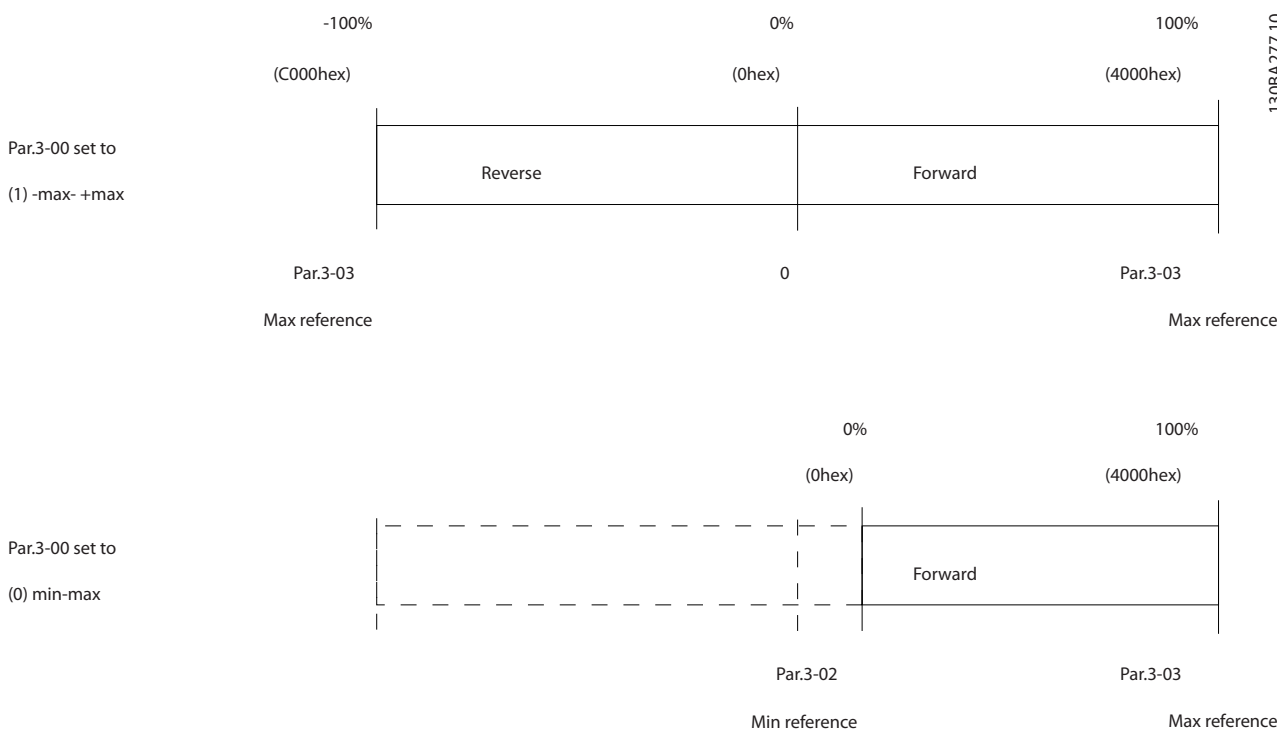 -100%
0%
100%
130BA277.10
(C000hex)
(0hex)
(4000hex)
Par.3-00 set to
(1) -max- +max
Reverse
Forward
Par.3-03
0
Par.3-03
Max reference
Max reference
0%
100%
(0hex)
(4000hex)
Par.3-00 set to
(0) min-max
Forward
Par.3-02
Par.3-03
Min reference
Max reference